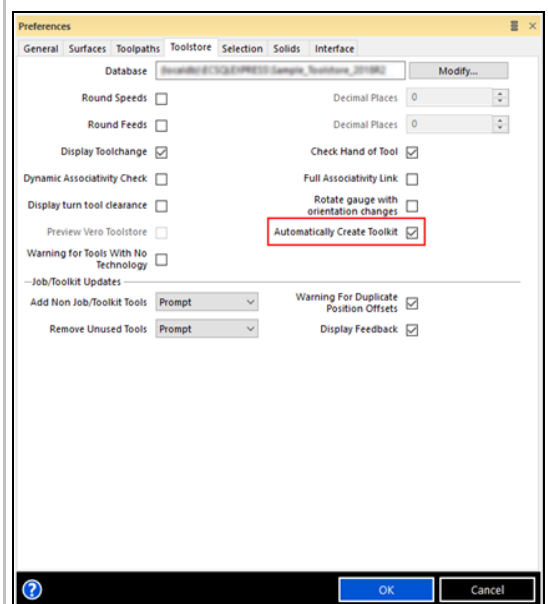 Preferences
General Surfaces Toolpaths Toolstore Selection Solids Interface
Database Modify...
Round Speeds Decimal Places 0
Round Feeds Decimal Places 0
Display Toolchange Check Hand of Tool
Dynamic Associativity Check Full Associativity Link
Display turn tool clearance Rotate gauge with
orientation changes
Preview Vero Toolstore Automatically Create Toolkit
Warning for Tools With No
Technology
Job/Toolkit Updates
Add Non Job/Toolkit Tools Prompt Warning For Duplicate
Position Offsets
Remove Unused Tools Prompt Display Feedback
? OK Cancel